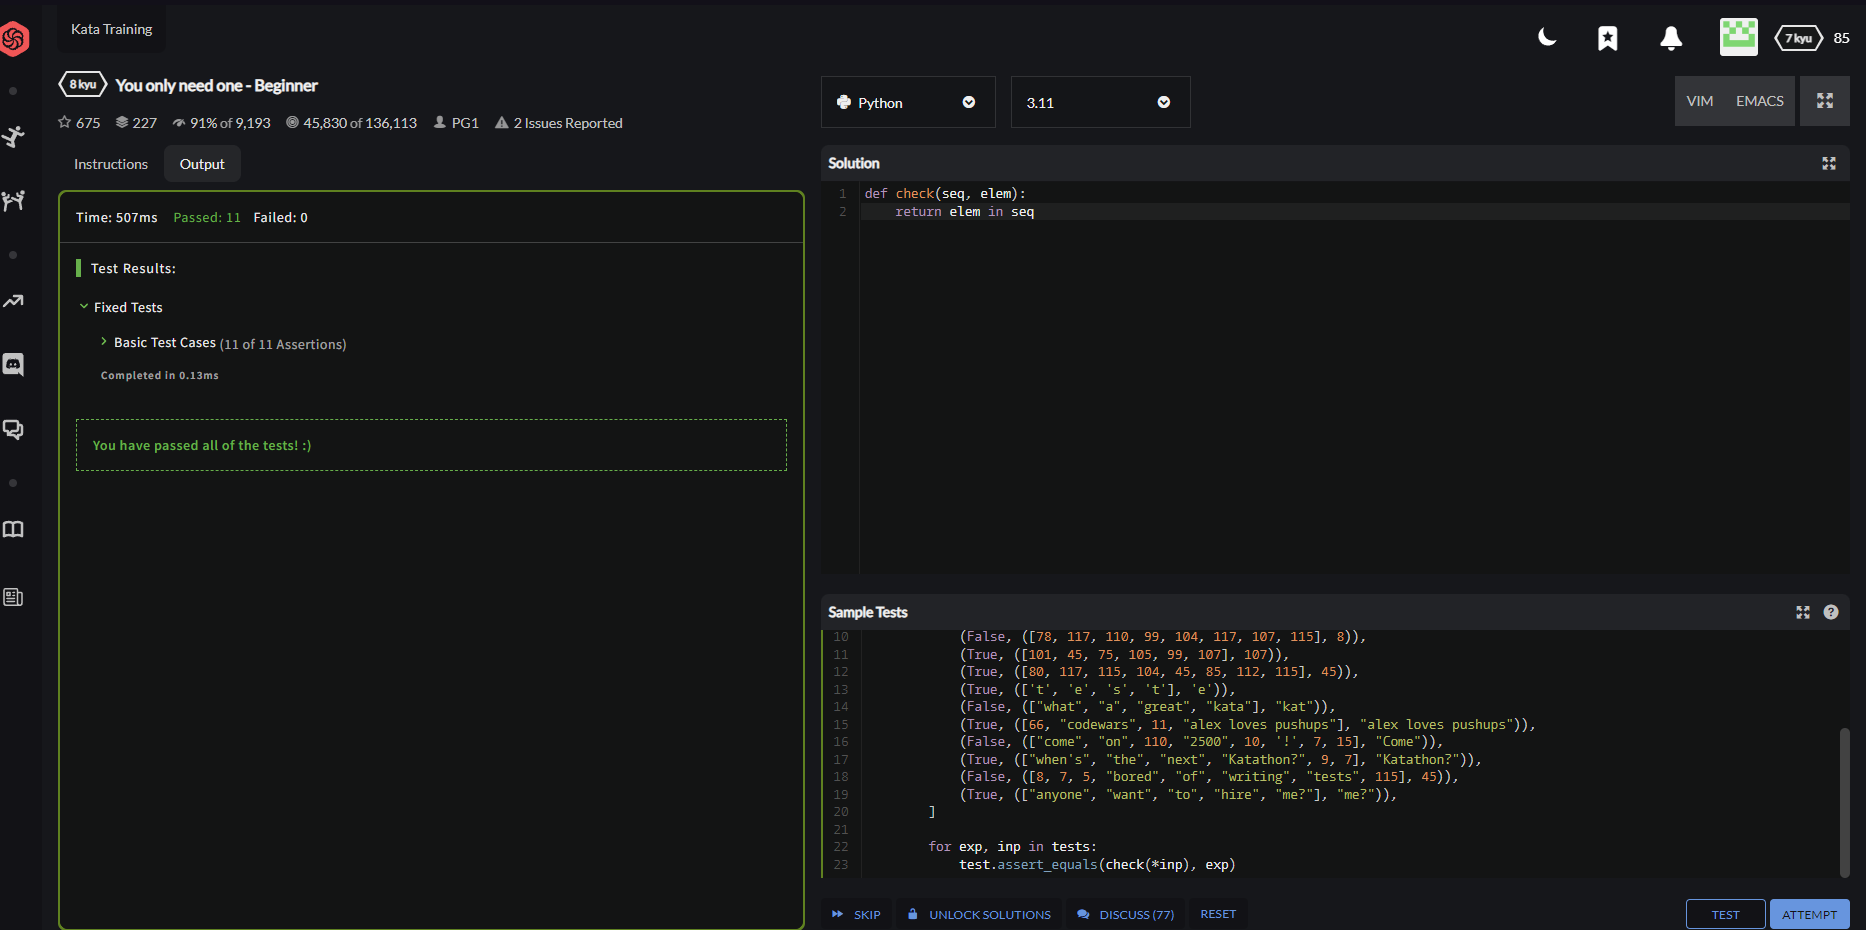 Kata Training
7 kyu 85
8 kyu You only need one - Beginner
675 227 91% of 9,193 45,830 of 136,113 PG1 2 Issues Reported
Instructions Output
Time: 507ms Passed: 11 Failed: 0
Test Results:
Fixed Tests
Basic Test Cases (11 of 11 Assertions)
Completed in 0.13ms
You have passed all of the tests! :)
Python 3.11 VIM EMACS
Solution
1 def check(seq, elem):
2     return elem in seq
Sample Tests
10             (False, ([78, 117, 110, 99, 104, 117, 107, 115], 8)),
11             (True, ([101, 45, 75, 105, 99, 107], 107)),
12             (True, ([80, 117, 115, 104, 45, 85, 112, 115], 45)),
13             (True, (['t', 'e', 's', 't'], 'e')),
14             (False, (["what", "a", "great", "kata"], "kat")),
15             (True, ([66, "codewars", 11, "alex loves pushups"], "alex loves pushups")),
16             (False, (["come", "on", 110, "2500", 10, '!', 7, 15], "Come")),
17             (True, (["when's", "the", "next", "Katathon?", 9, 7], "Katathon?")),
18             (False, ([8, 7, 5, "bored", "of", "writing", "tests", 115], 45)),
19             (True, (["anyone", "want", "to", "hire", "me?"], "me?")),
20         ]
21
22         for exp, inp in tests:
23             test.assert_equals(check(*inp), exp)
SKIP UNLOCK SOLUTIONS DISCUSS (77) RESET TEST ATTEMPT